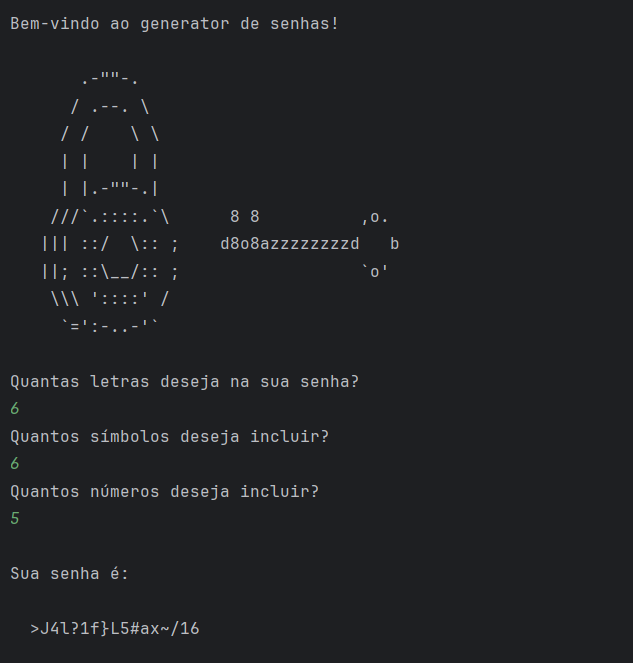 Bem-vindo ao generator de senhas!
       .-""-.
      / .--. \
     / /    \ \
     | |    | |
     | |.-""-.|
    ///`.::::.`\      8 8          ,o.
   ||| ::/  \:: ;    d8o8azzzzzzzzd   b
   ||; ::\__/:: ;                  `o'
    \\\ '::::' /
     `=':-..-'`
Quantas letras deseja na sua senha?
6
Quantos símbolos deseja incluir?
6
Quantos números deseja incluir?
5
Sua senha é:
  >J4l?1f}L5#ax~/16